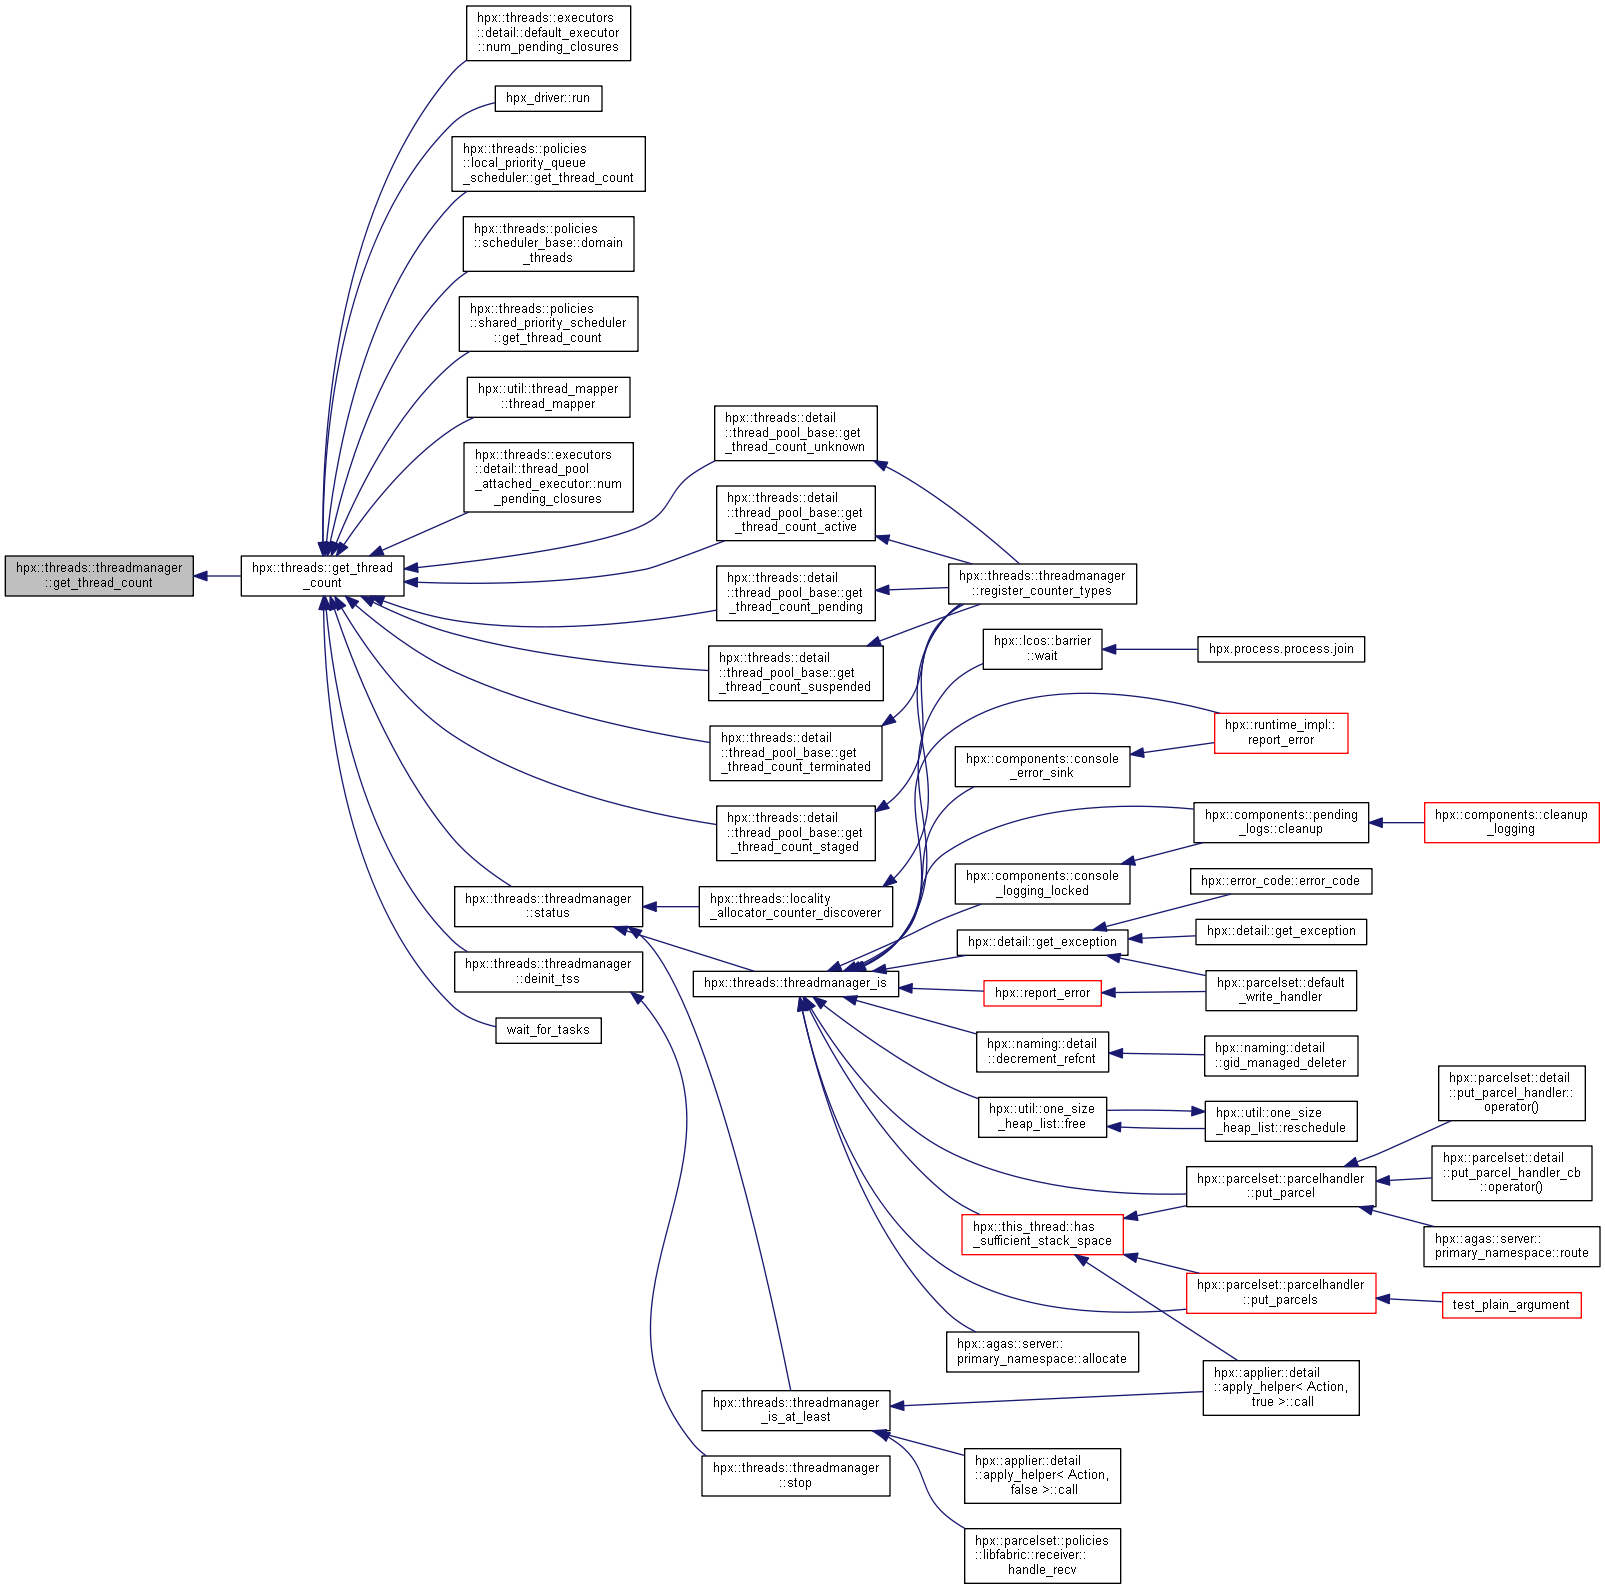 hpx::threads::executors
::detail::default_executor
::num_pending_closures
hpx_driver::run
hpx::threads::policies
::local_priority_queue
_scheduler::get_thread_count
hpx::threads::policies
::scheduler_base::domain
_threads
hpx::threads::policies
::shared_priority_scheduler
::get_thread_count
hpx::util::thread_mapper
::thread_mapper
hpx::threads::executors
::detail::thread_pool
_attached_executor::num
_pending_closures
hpx::threads::threadmanager
::get_thread_count
hpx::threads::get_thread
_count
hpx::threads::detail
::thread_pool_base::get
_thread_count_unknown
hpx::threads::detail
::thread_pool_base::get
_thread_count_active
hpx::threads::detail
::thread_pool_base::get
_thread_count_pending
hpx::threads::detail
::thread_pool_base::get
_thread_count_suspended
hpx::threads::detail
::thread_pool_base::get
_thread_count_terminated
hpx::threads::detail
::thread_pool_base::get
_thread_count_staged
hpx::threads::threadmanager
::register_counter_types
hpx::lcos::barrier
::wait
hpx.process.process.join
hpx::runtime_impl::
report_error
hpx::components::console
_error_sink
hpx::components::pending
_logs::cleanup
hpx::components::cleanup
_logging
hpx::components::console
_logging_locked
hpx::error_code::error_code
hpx::threads::threadmanager
::status
hpx::threads::locality
_allocator_counter_discoverer
hpx::detail::get_exception
hpx::detail::get_exception
hpx::threads::threadmanager
::deinit_tss
hpx::threads::threadmanager_is
hpx::report_error
hpx::parcelset::default
_write_handler
wait_for_tasks
hpx::naming::detail
::decrement_refcnt
hpx::naming::detail
::gid_managed_deleter
hpx::util::one_size
_heap_list::free
hpx::util::one_size
_heap_list::reschedule
hpx::parcelset::detail
::put_parcel_handler::
operator()
hpx::parcelset::detail
::put_parcel_handler_cb
::operator()
hpx::parcelset::parcelhandler
::put_parcel
hpx::this_thread::has
_sufficient_stack_space
hpx::agas::server::
primary_namespace::route
hpx::parcelset::parcelhandler
::put_parcels
test_plain_argument
hpx::agas::server::
primary_namespace::allocate
hpx::applier::detail
::apply_helper< Action,
true >::call
hpx::threads::threadmanager
_is_at_least
hpx::threads::threadmanager
::stop
hpx::applier::detail
::apply_helper< Action,
false >::call
hpx::parcelset::policies
::libfabric::receiver::
handle_recv